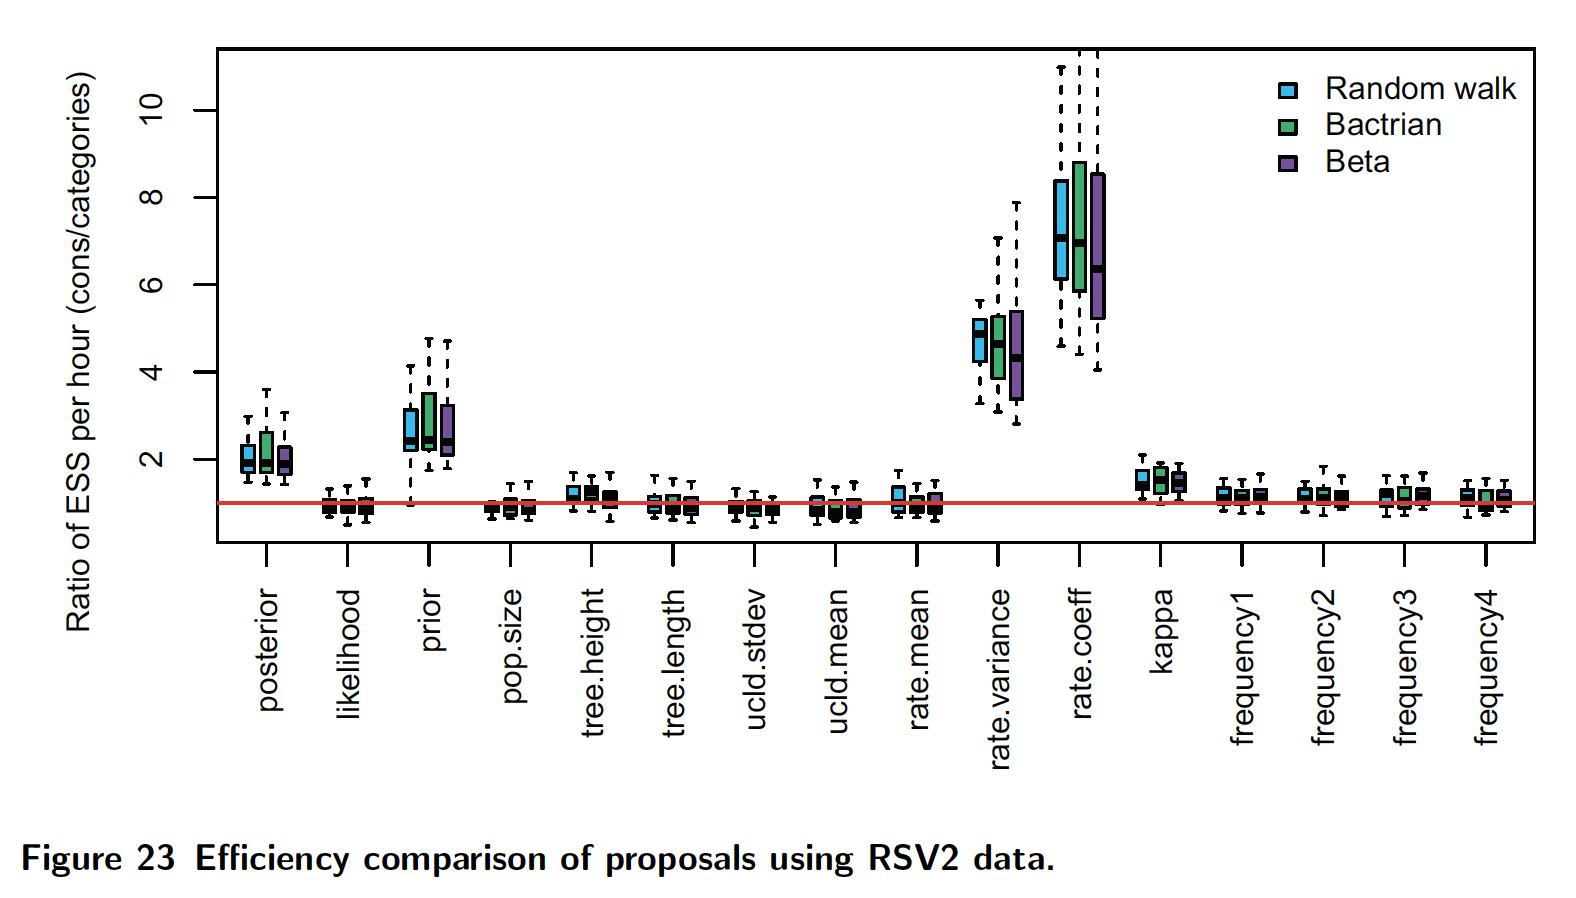 Ratio of ESS per hour (cons/categories)
10
8
6
4
2
Random walk
Bactrian
Beta
posterior
likelihood
prior
pop.size
tree.height
tree.length
ucld.stdev
ucld.mean
rate.mean
rate.variance
rate.coeff
kappa
frequency1
frequency2
frequency3
frequency4
Figure 23 Efficiency comparison of proposals using RSV2 data.